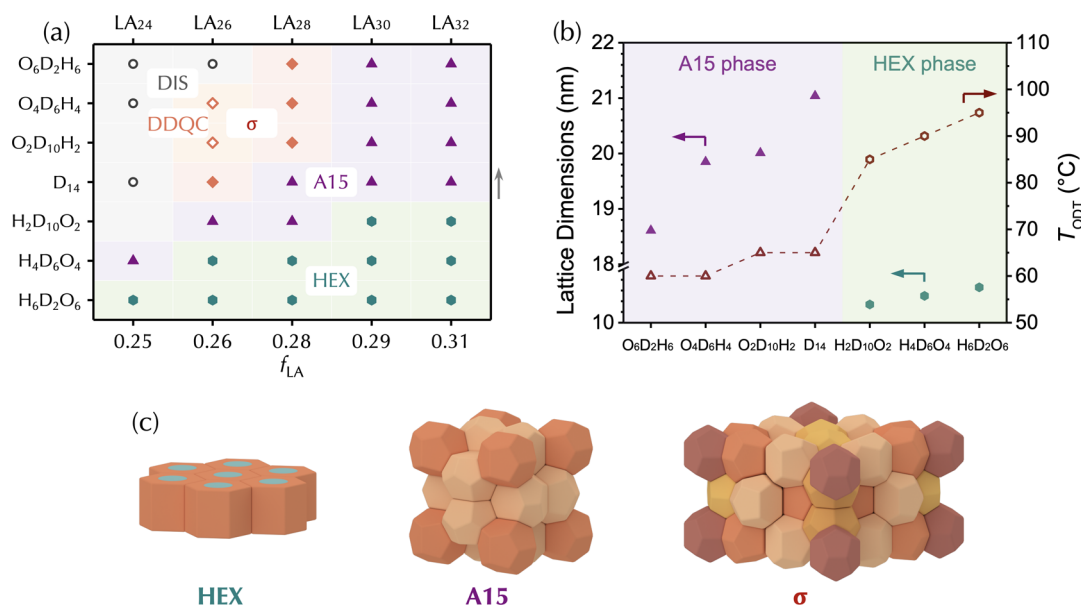 (a)
LA24 LA26 LA28 LA30 LA32
O6D2H6
O4D6H4
O2D10H2
D14
H2D10O2
H4D6O4
H6D2O6
DIS
DDQC σ
A15
HEX
0.25 0.26 0.28 0.29 0.31
fLA
(b)
Lattice Dimensions (nm)
22
21
20
19
18
10
A15 phase HEX phase
110
100
90
80
70
60
50
TODT (°C)
O6D2H6 O4D6H4 O2D10H2 D14 H2D10O2 H4D6O4 H6D2O6
(c)
HEX A15 σ